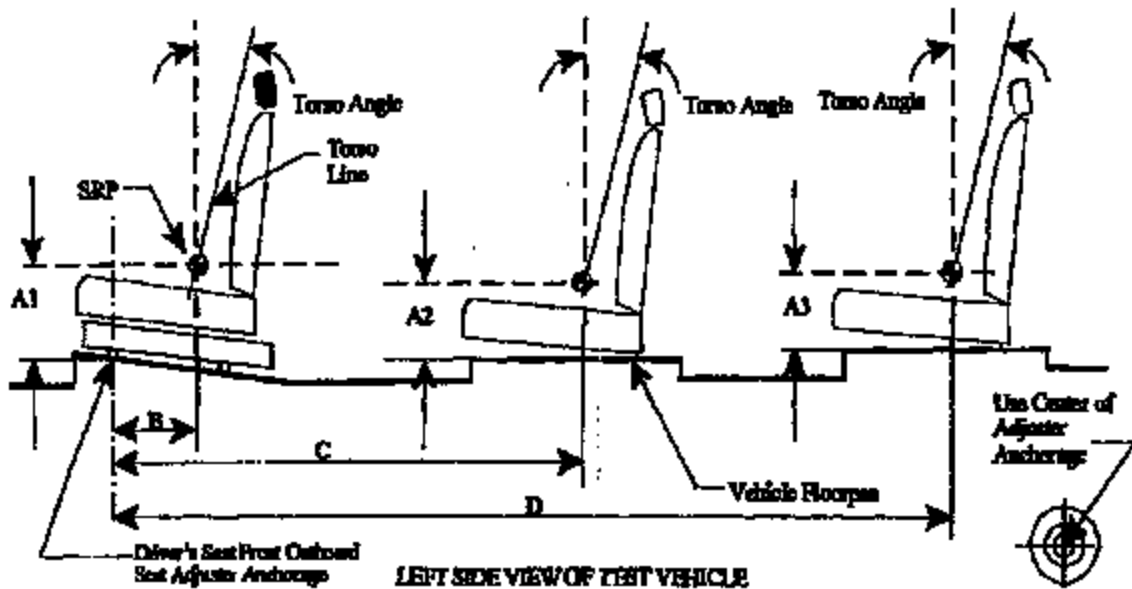 Torso Angle
Torso Angle
Torso Angle
Torso
Line
SRP
A1
A2
A3
Use Center of
Adjuster
Anchorage
B
C
Vehicle Floorpan
D
Driver's Seat Front Outboard
Seat Adjuster Anchorage
LEFT SIDE VIEW OF TEST VEHICLE